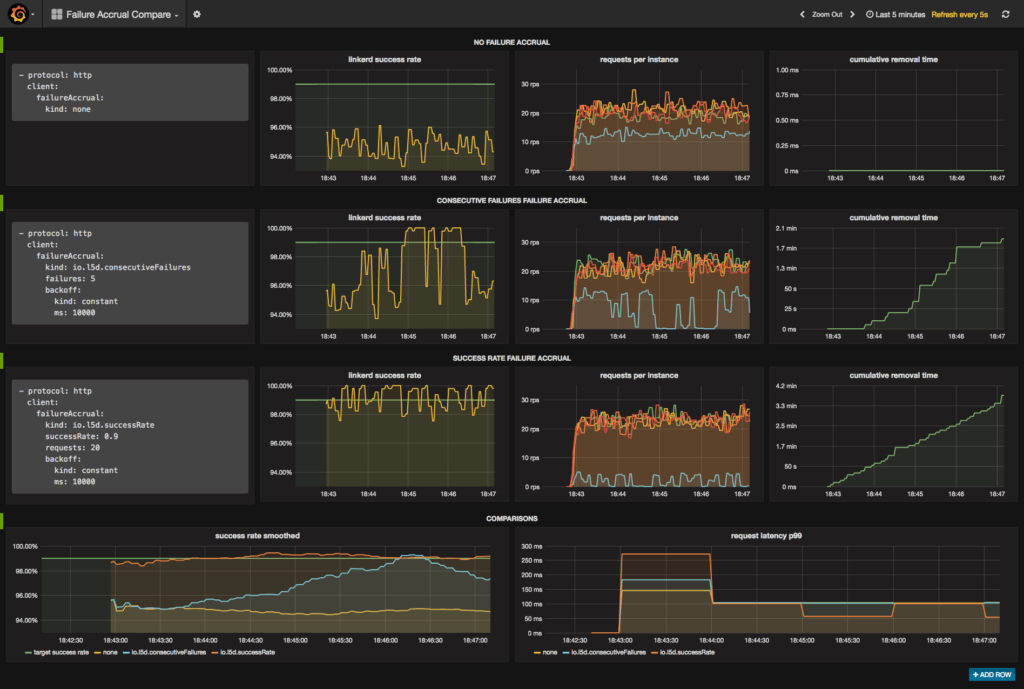 Failure Accrual Compare
Zoom Out
Last 5 minutes
Refresh every 5s
NO FAILURE ACCRUAL
– protocol: http
client:
failureAccrual:
kind: none
linkerd success rate
100.00%
98.00%
96.00%
94.00%
18:43 18:44 18:45 18:46 18:47
requests per instance
30 rps
20 rps
10 rps
0 rps
18:43 18:44 18:45 18:46 18:47
cumulative removal time
1.00 ms
0.75 ms
0.50 ms
0.25 ms
0 ms
18:43 18:44 18:45 18:46 18:47
CONSECUTIVE FAILURES FAILURE ACCRUAL
– protocol: http
client:
failureAccrual:
kind: io.l5d.consecutiveFailures
failures: 5
backoff:
kind: constant
ms: 10000
linkerd success rate
100.00%
98.00%
96.00%
94.00%
18:43 18:44 18:45 18:46 18:47
requests per instance
30 rps
20 rps
10 rps
0 rps
18:43 18:44 18:45 18:46 18:47
cumulative removal time
2.1 min
1.7 min
1.3 min
50 s
25 s
0 ms
18:43 18:44 18:45 18:46 18:47
SUCCESS RATE FAILURE ACCRUAL
– protocol: http
client:
failureAccrual:
kind: io.l5d.successRate
successRate: 0.9
requests: 20
backoff:
kind: constant
ms: 10000
linkerd success rate
100.00%
98.00%
96.00%
94.00%
18:43 18:44 18:45 18:46 18:47
requests per instance
30 rps
20 rps
10 rps
0 rps
18:43 18:44 18:45 18:46 18:47
cumulative removal time
4.2 min
3.3 min
2.5 min
1.7 min
50 s
0 ms
18:43 18:44 18:45 18:46 18:47
COMPARISONS
success rate smoothed
100.00%
98.00%
96.00%
94.00%
18:42:30 18:43:00 18:43:30 18:44:00 18:44:30 18:45:00 18:45:30 18:46:00 18:46:30 18:47:00
target success rate none io.l5d.consecutiveFailures io.l5d.successRate
request latency p99
300 ms
250 ms
200 ms
150 ms
100 ms
50 ms
0 ms
18:42:30 18:43:00 18:43:30 18:44:00 18:44:30 18:45:00 18:45:30 18:46:00 18:46:30 18:47:00
none io.l5d.consecutiveFailures io.l5d.successRate
+ ADD ROW